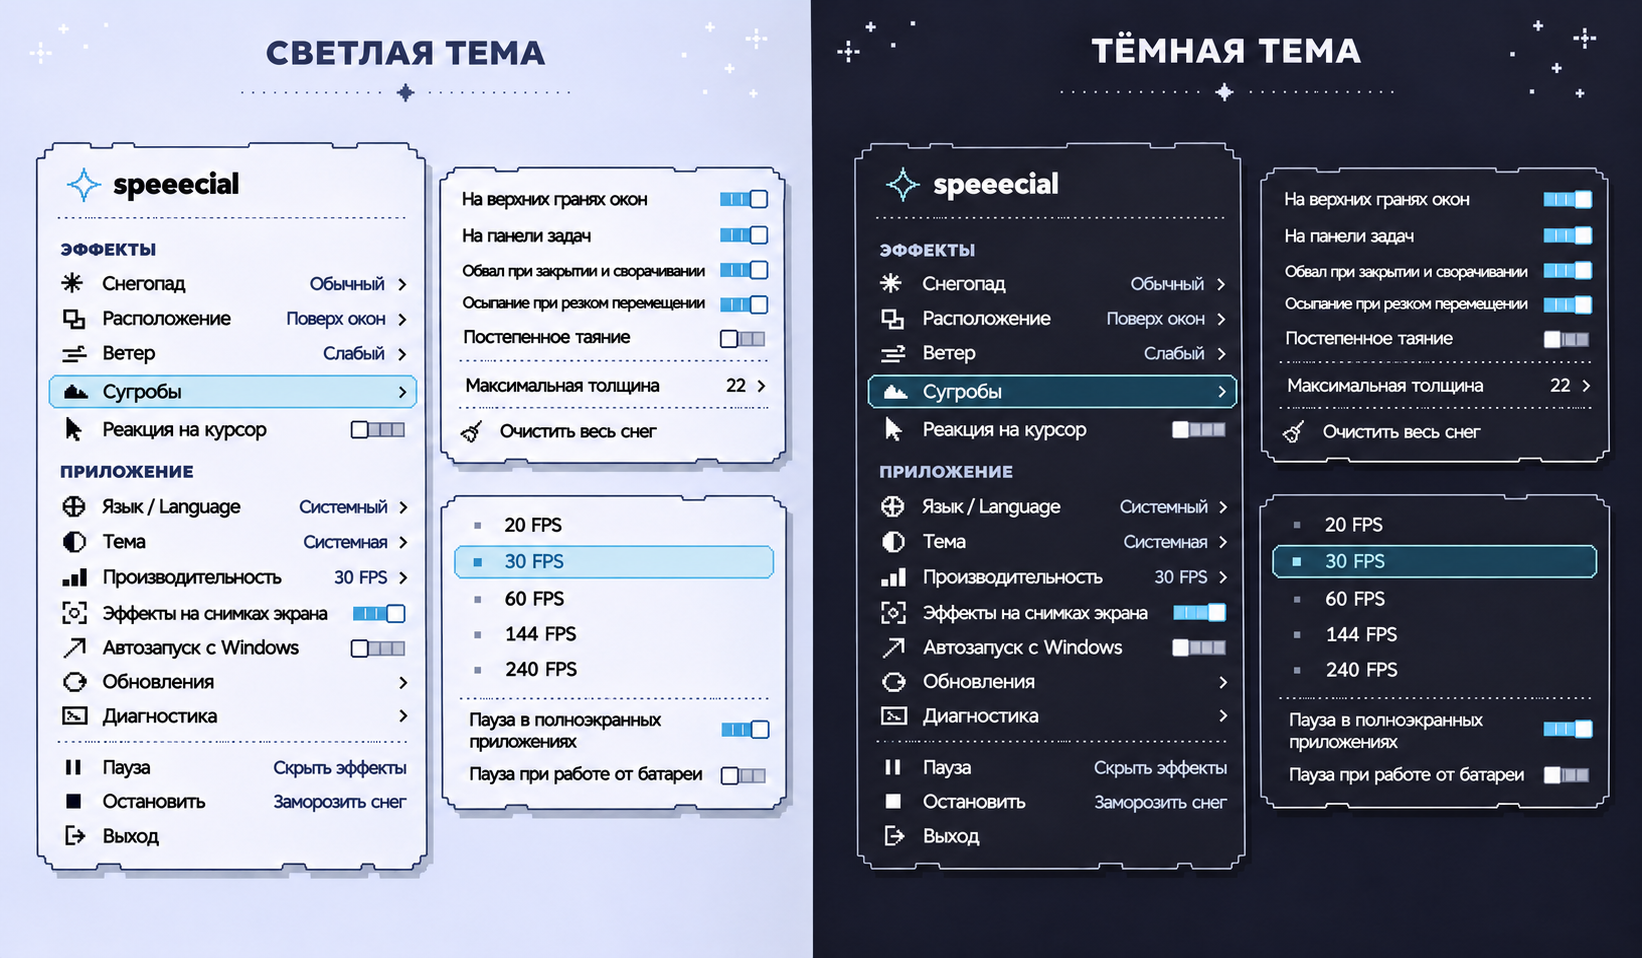 СВЕТЛАЯ ТЕМА
speeecial
ЭФФЕКТЫ
Снегопад Обычный
Расположение Поверх окон
Ветер Слабый
Сугробы
Реакция на курсор
ПРИЛОЖЕНИЕ
Язык / Language Системный
Тема Системная
Производительность 30 FPS
Эффекты на снимках экрана
Автозапуск с Windows
Обновления
Диагностика
Пауза Скрыть эффекты
Остановить Заморозить снег
Выход
На верхних гранях окон
На панели задач
Обвал при закрытии и сворачивании
Осыпание при резком перемещении
Постепенное таяние
Максимальная толщина 22
Очистить весь снег
20 FPS
30 FPS
60 FPS
144 FPS
240 FPS
Пауза в полноэкранных
приложениях
Пауза при работе от батареи
ТЁМНАЯ ТЕМА
speeecial
ЭФФЕКТЫ
Снегопад Обычный
Расположение Поверх окон
Ветер Слабый
Сугробы
Реакция на курсор
ПРИЛОЖЕНИЕ
Язык / Language Системный
Тема Системная
Производительность 30 FPS
Эффекты на снимках экрана
Автозапуск с Windows
Обновления
Диагностика
Пауза Скрыть эффекты
Остановить Заморозить снег
Выход
На верхних гранях окон
На панели задач
Обвал при закрытии и сворачивании
Осыпание при резком перемещении
Постепенное таяние
Максимальная толщина 22
Очистить весь снег
20 FPS
30 FPS
60 FPS
144 FPS
240 FPS
Пауза в полноэкранных
приложениях
Пауза при работе от батареи